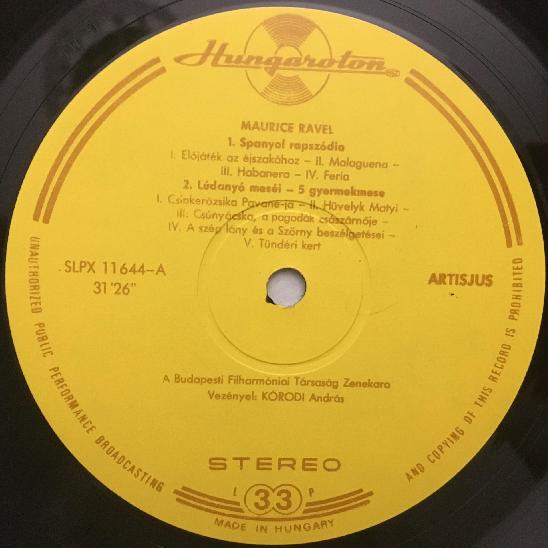 Hungaroton
MAURICE RAVEL
1. Spanyol rapszódia
I. Előjáték az éjszakához – II. Malaguena –
III. Habanera – IV. Feria
2. Lúdanyó meséi – 5 gyermekmese
I. Csipkerózsika Pavane-ja – II. Hüvelyk Matyi –
III. Csúnyácska, a pagodák császárnője –
IV. A szép lány és a Szörny beszélgetései –
V. Tündéri kert
SLPX 11644–A
31'26"
ARTISJUS
A Budapesti Filharmóniai Társaság Zenekara
Vezényel: KÓRODI András
STEREO
L 33 P
MADE IN HUNGARY
UNAUTHORIZED PUBLIC PERFORMANCE BROADCASTING
AND COPYING OF THIS RECORD IS PROHIBITED